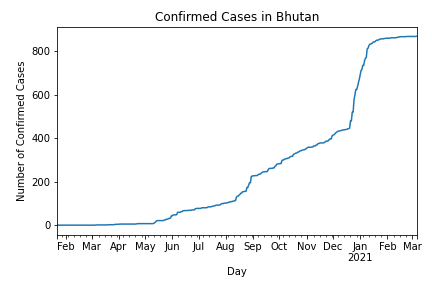 Confirmed Cases in Bhutan
Number of Confirmed Cases
800
600
400
200
0
Feb Mar Apr May Jun Jul Aug Sep Oct Nov Dec Jan Feb Mar
2021
Day